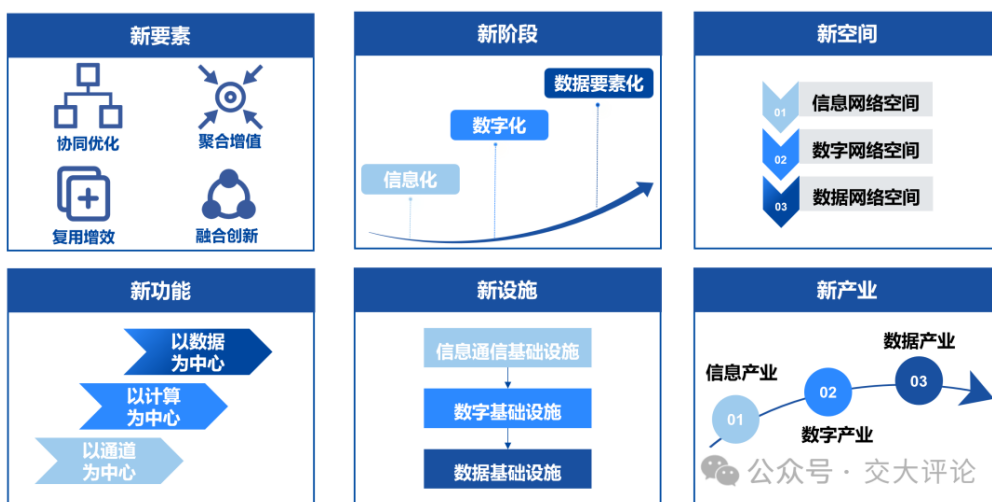 新要素
协同优化
聚合增值
复用增效
融合创新
新阶段
数据要素化
数字化
信息化
新空间
01
信息网络空间
02
数字网络空间
03
数据网络空间
新功能
以数据
为中心
以计算
为中心
以通道
为中心
新设施
信息通信基础设施
数字基础设施
数据基础设施
新产业
信息产业
01
02
数字产业
数据产业
03
公众号 · 交大评论